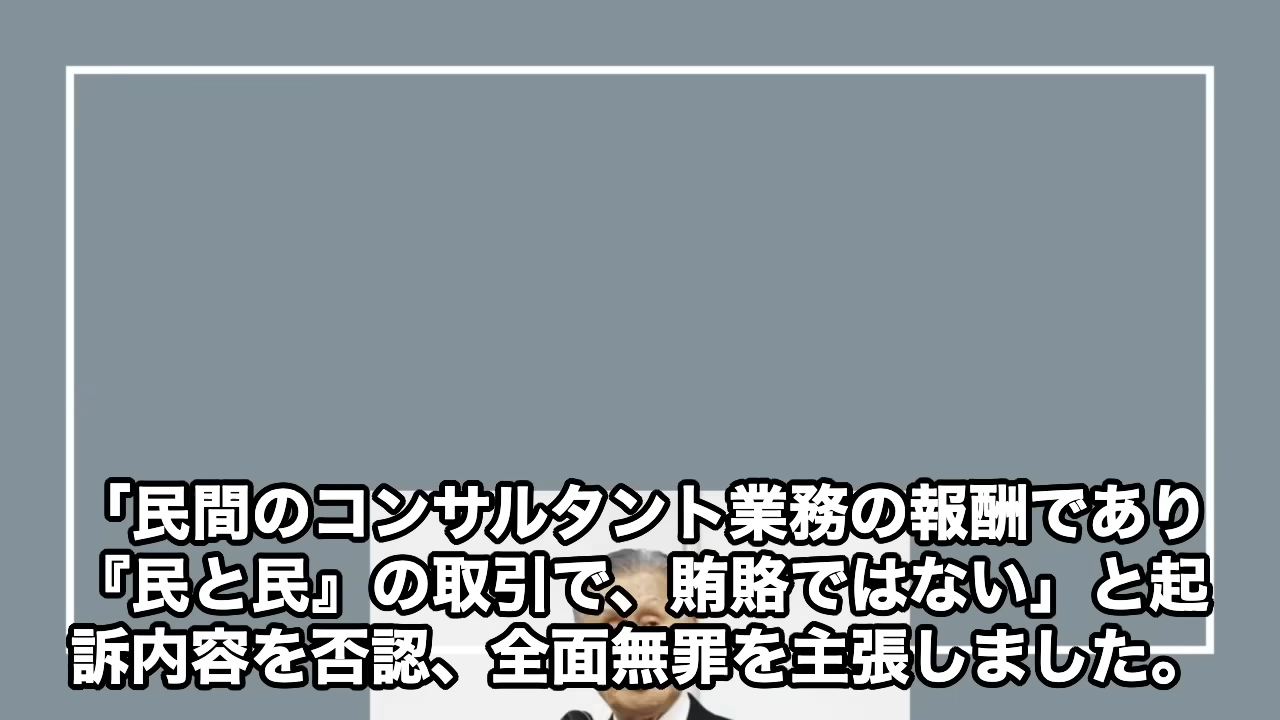 「民間のコンサルタント業務の報酬であり
『民と民』の取引で、賄賂ではない」と起
訴内容を否認、全面無罪を主張しました。